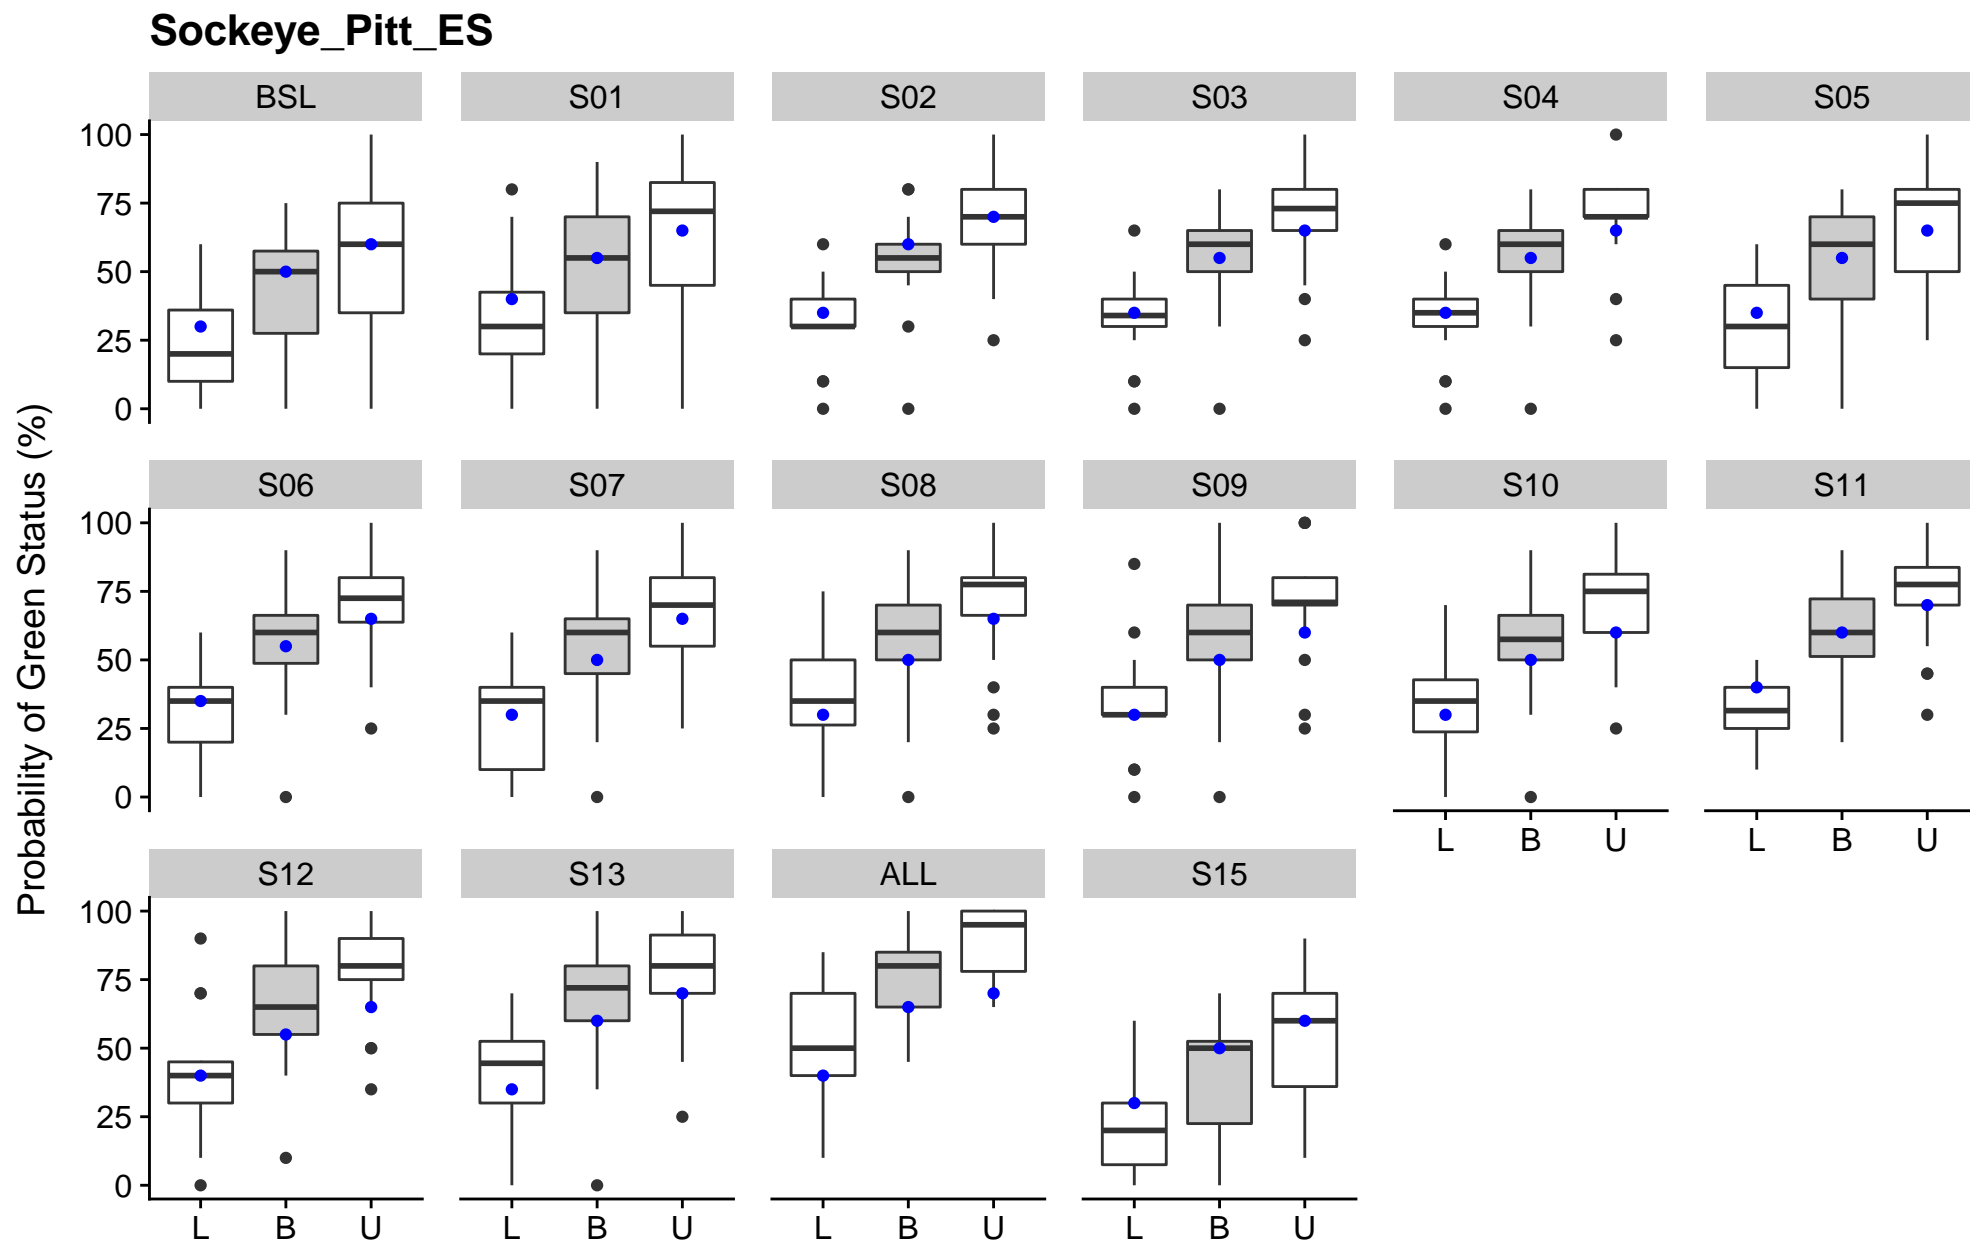 Sockeye_Pitt_ES
BSL S01 S02 S03 S04 S05
100
75
50
25
0
S06 S07 S08 S09 S10 S11
100
75
50
25
0
L B U L B U
S12 S13 ALL S15
100
75
50
25
0
L B U L B U L B U L B U
Probability of Green Status (%)